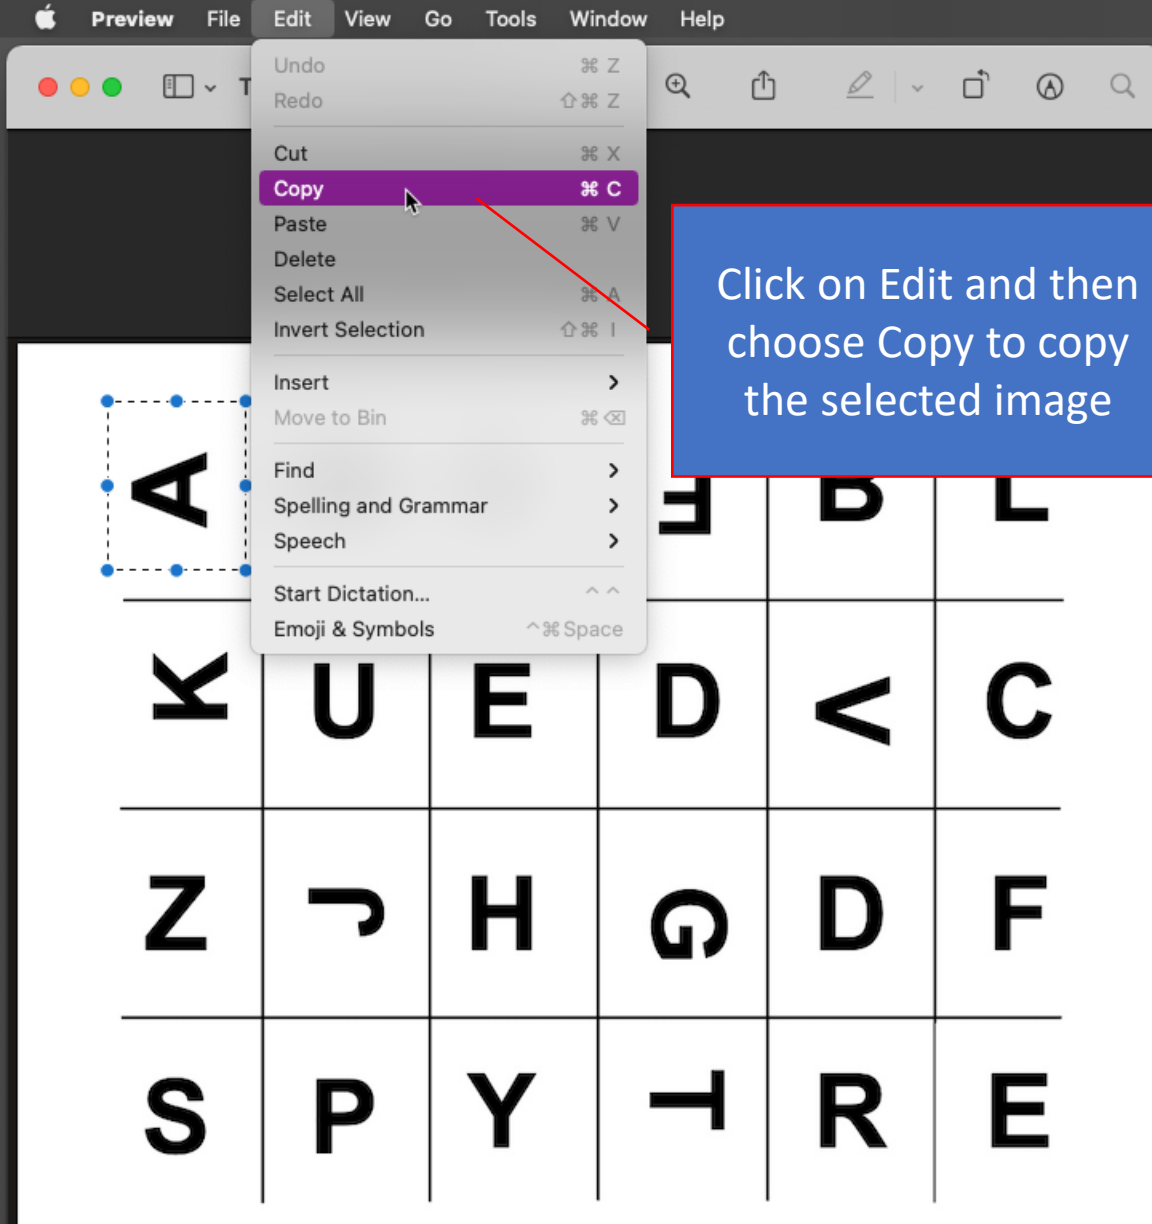 Preview File Edit View Go Tools Window Help
Undo ⌘ Z
Redo ⇧⌘ Z
Cut ⌘ X
Copy ⌘ C
Paste ⌘ V
Delete
Select All ⌘ A
Invert Selection ⇧⌘ I
Insert
Move to Bin ⌘⌫
Find
Spelling and Grammar
Speech
Start Dictation... ^ ^
Emoji & Symbols ^⌘Space
Click on Edit and then
choose Copy to copy
the selected image
A B L
K U E D V C
Z J H G D F
S P Y T R E